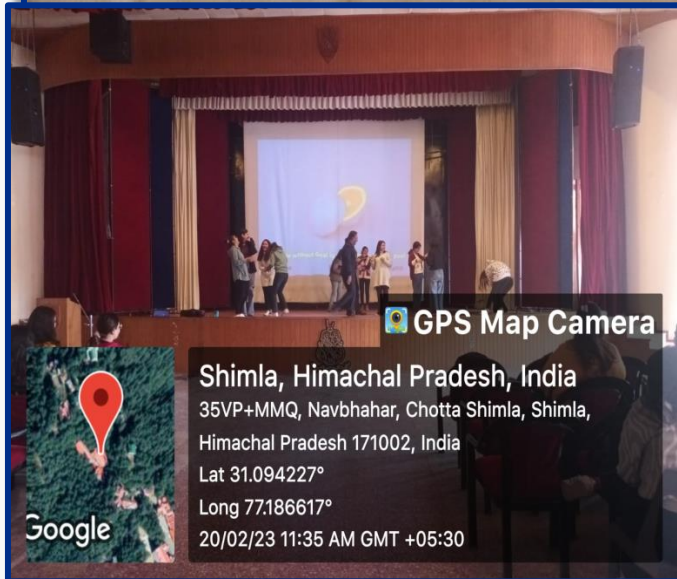 GPS Map Camera
Shimla, Himachal Pradesh, India
35VP+MMQ, Navbhahar, Chotta Shimla, Shimla,
Himachal Pradesh 171002, India
Lat 31.094227°
Long 77.186617°
20/02/23 11:35 AM GMT +05:30
Google